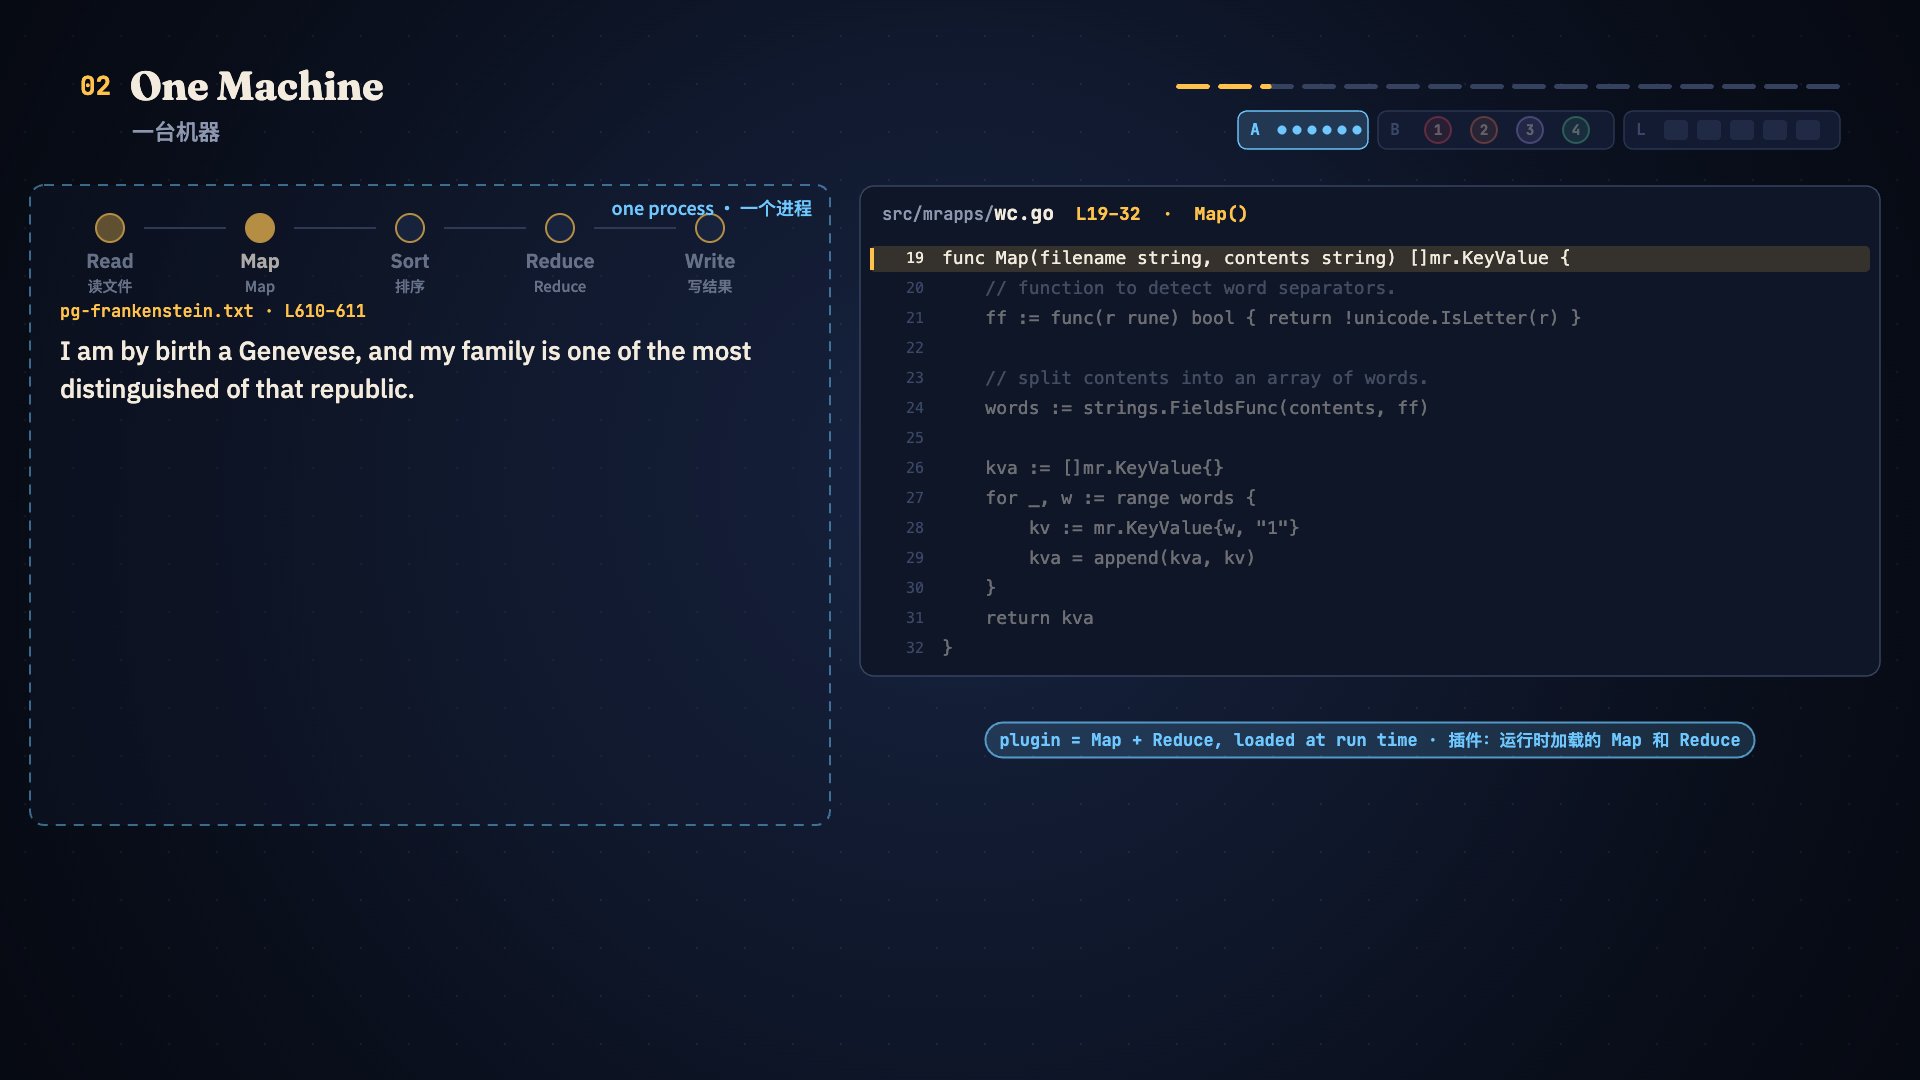 02 One Machine
一台机器
A B 1 2 3 4 L
one process · 一个进程
Read Map Sort Reduce Write
读文件 Map 排序 Reduce 写结果
pg-frankenstein.txt · L610-611
I am by birth a Genevese, and my family is one of the most
distinguished of that republic.
src/mrapps/wc.go L19-32 · Map()
19 func Map(filename string, contents string) []mr.KeyValue {
20 // function to detect word separators.
21 ff := func(r rune) bool { return !unicode.IsLetter(r) }
22
23 // split contents into an array of words.
24 words := strings.FieldsFunc(contents, ff)
25
26 kva := []mr.KeyValue{}
27 for _, w := range words {
28 kv := mr.KeyValue{w, "1"}
29 kva = append(kva, kv)
30 }
31 return kva
32 }
plugin = Map + Reduce, loaded at run time · 插件：运行时加载的 Map 和 Reduce